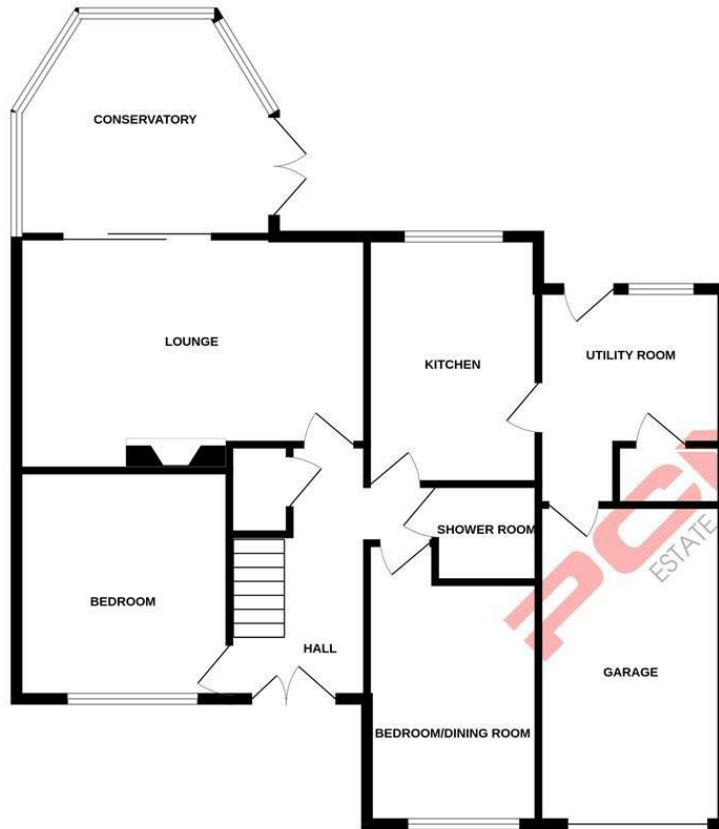 CONSERVATORY
LOUNGE
KITCHEN
UTILITY ROOM
SHOWER ROOM
BEDROOM
HALL
GARAGE
BEDROOM/DINING ROOM
ESTATE